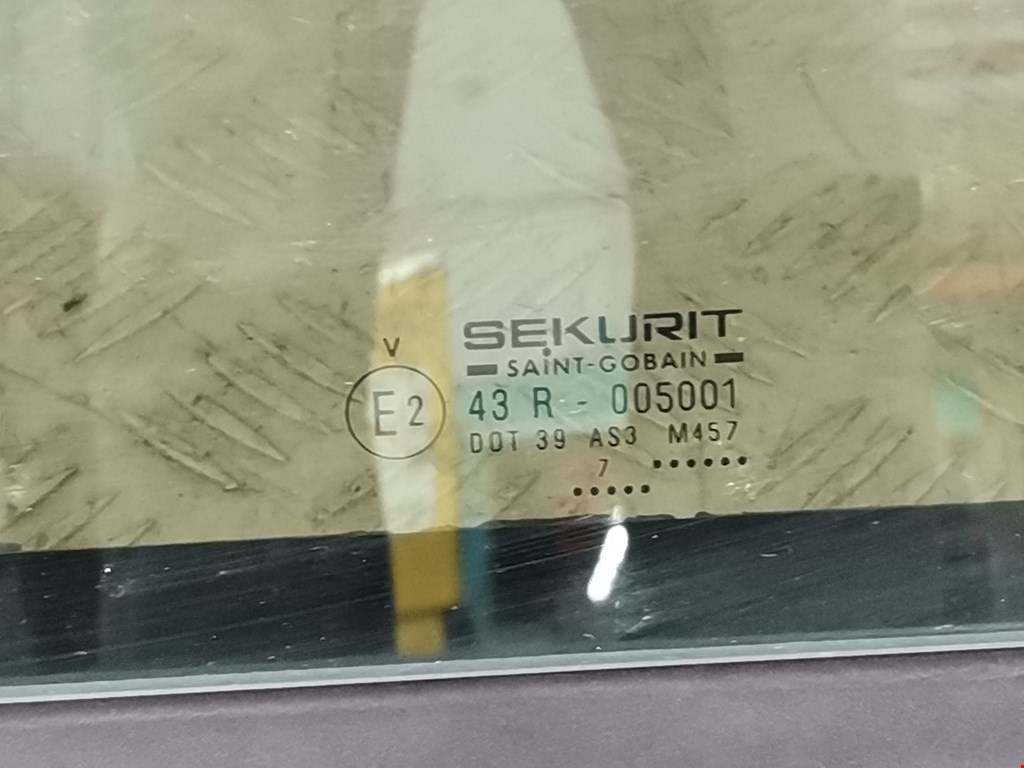 SEKURIT
SAINT-GOBAIN
V
E2
43 R - 005001
DOT 39 AS3 M457
7 ••••••
•••••